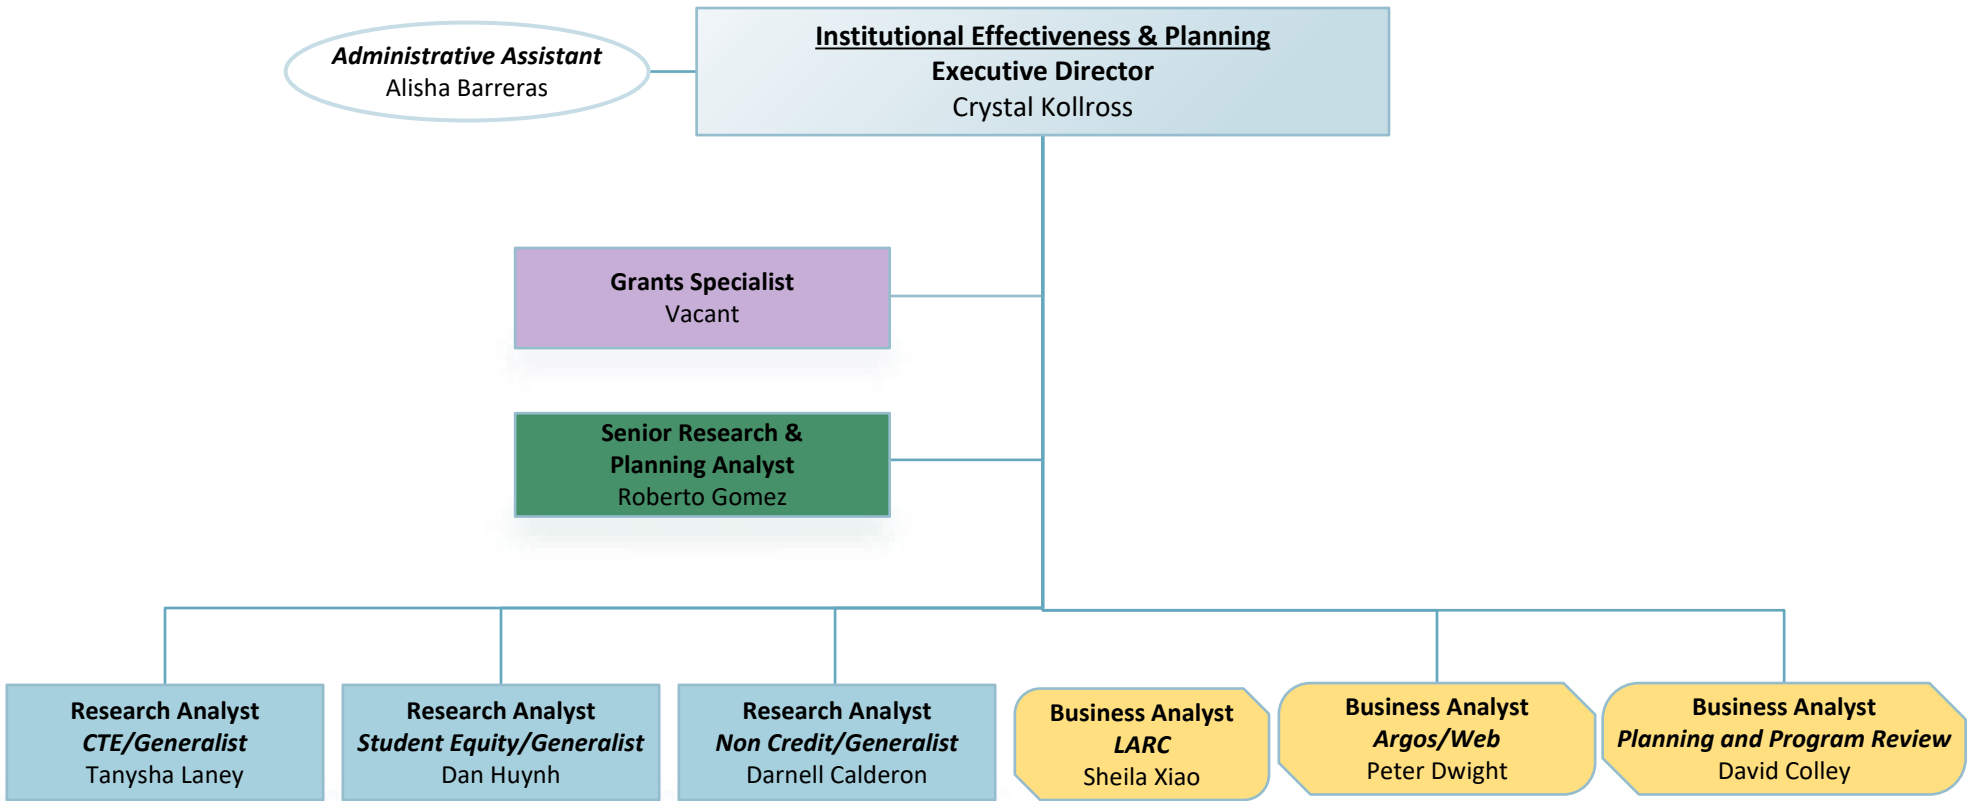 Administrative Assistant
Alisha Barreras
Institutional Effectiveness & Planning
Executive Director
Crystal Kollross
Grants Specialist
Vacant
Senior Research &
Planning Analyst
Roberto Gomez
Research Analyst
CTE/Generalist
Tanysha Laney
Research Analyst
Student Equity/Generalist
Dan Huynh
Research Analyst
Non Credit/Generalist
Darnell Calderon
Business Analyst
LARC
Sheila Xiao
Business Analyst
Argos/Web
Peter Dwight
Business Analyst
Planning and Program Review
David Colley